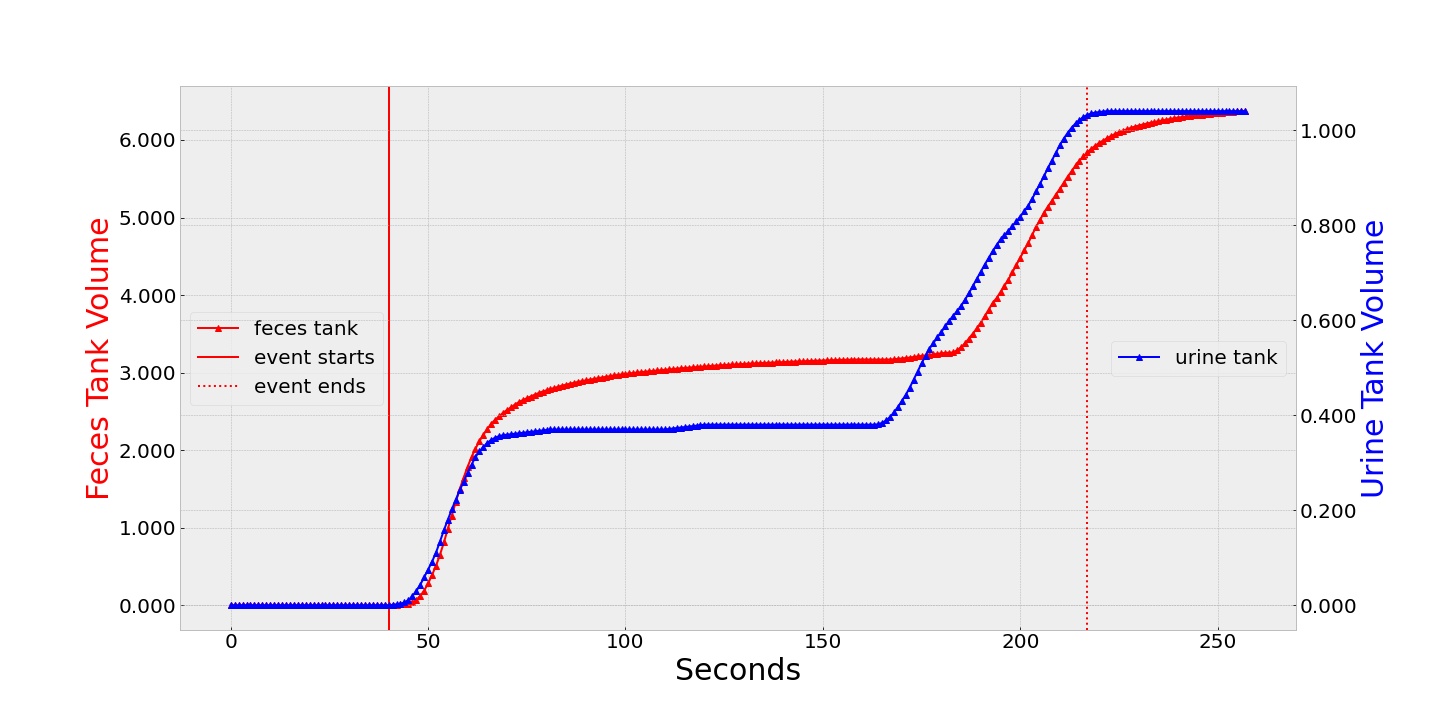 6.000
5.000
4.000
3.000
2.000
1.000
0.000
Feces Tank Volume
feces tank
event starts
event ends
urine tank
1.000
0.800
0.600
0.400
0.200
0.000
Urine Tank Volume
0 50 100 150 200 250
Seconds